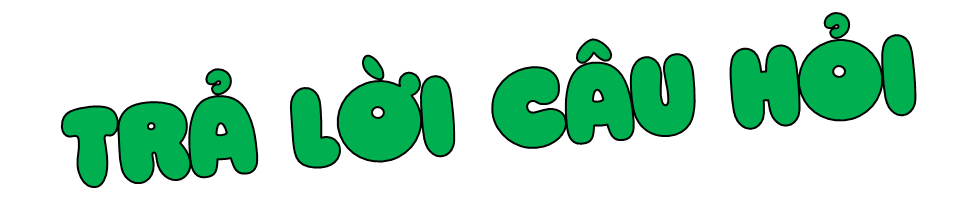 TRẢ LỜI CÂU HỎI